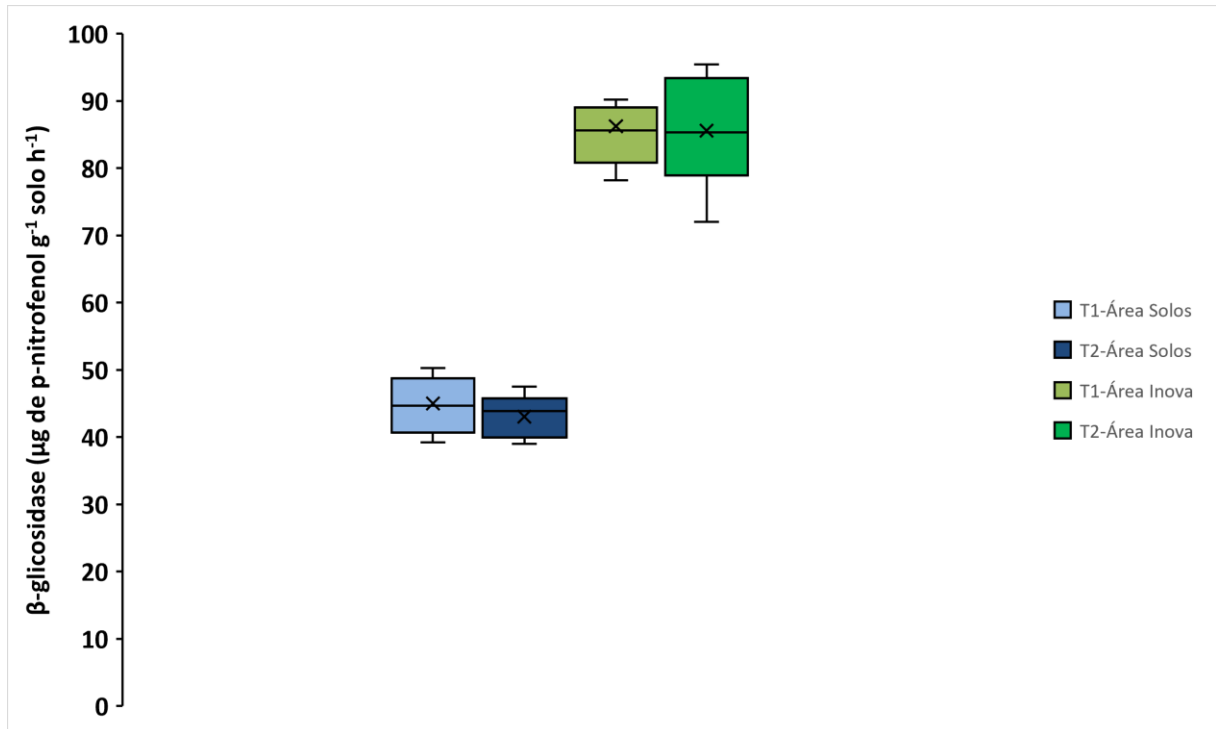 β-glicosidase (µg de p-nitrofenol g⁻¹ solo h⁻¹)
100
90
80
70
60
50
40
30
20
10
0
T1-Área Solos
T2-Área Solos
T1-Área Inova
T2-Área Inova